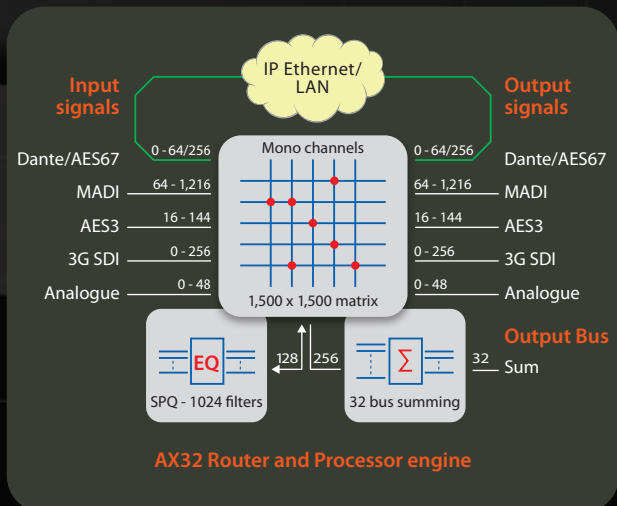 IP Ethernet/
LAN
Input
signals
Output
signals
Dante/AES67
0 - 64/256
Mono channels
0 - 64/256
Dante/AES67
MADI
64 - 1,216
64 - 1,216
MADI
AES3
16 - 144
16 - 144
AES3
3G SDI
0 - 256
0 - 256
3G SDI
Analogue
0 - 48
0 - 48
Analogue
1,500 x 1,500 matrix
Output Bus
EQ
128
256
Σ
32
Sum
SPQ - 1024 filters
32 bus summing
AX32 Router and Processor engine